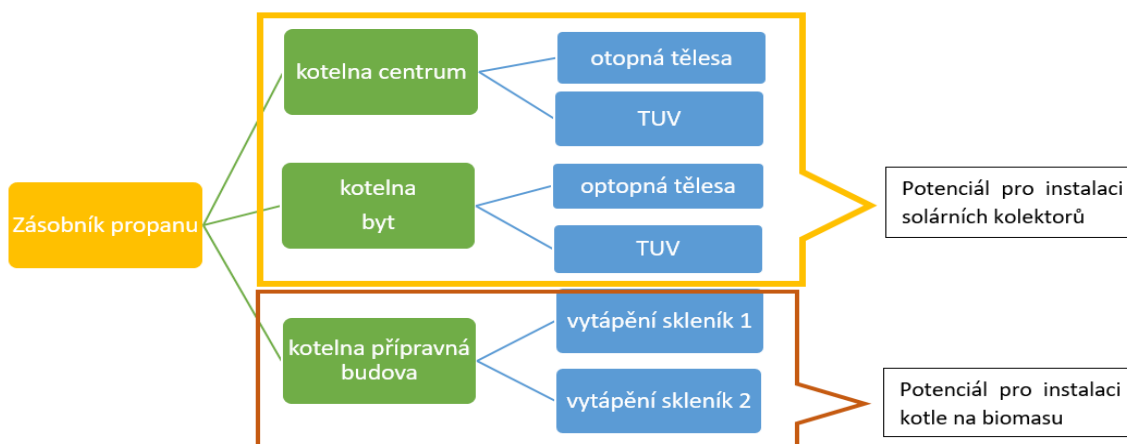 kotelna centrum
otopná tělesa
TUV
Zásobník propanu
kotelna
byt
optopná tělesa
TUV
Potenciál pro instalaci
solárních kolektorů
kotelna přípravná
budova
vytápění skleník 1
vytápění skleník 2
Potenciál pro instalaci
kotle na biomasu